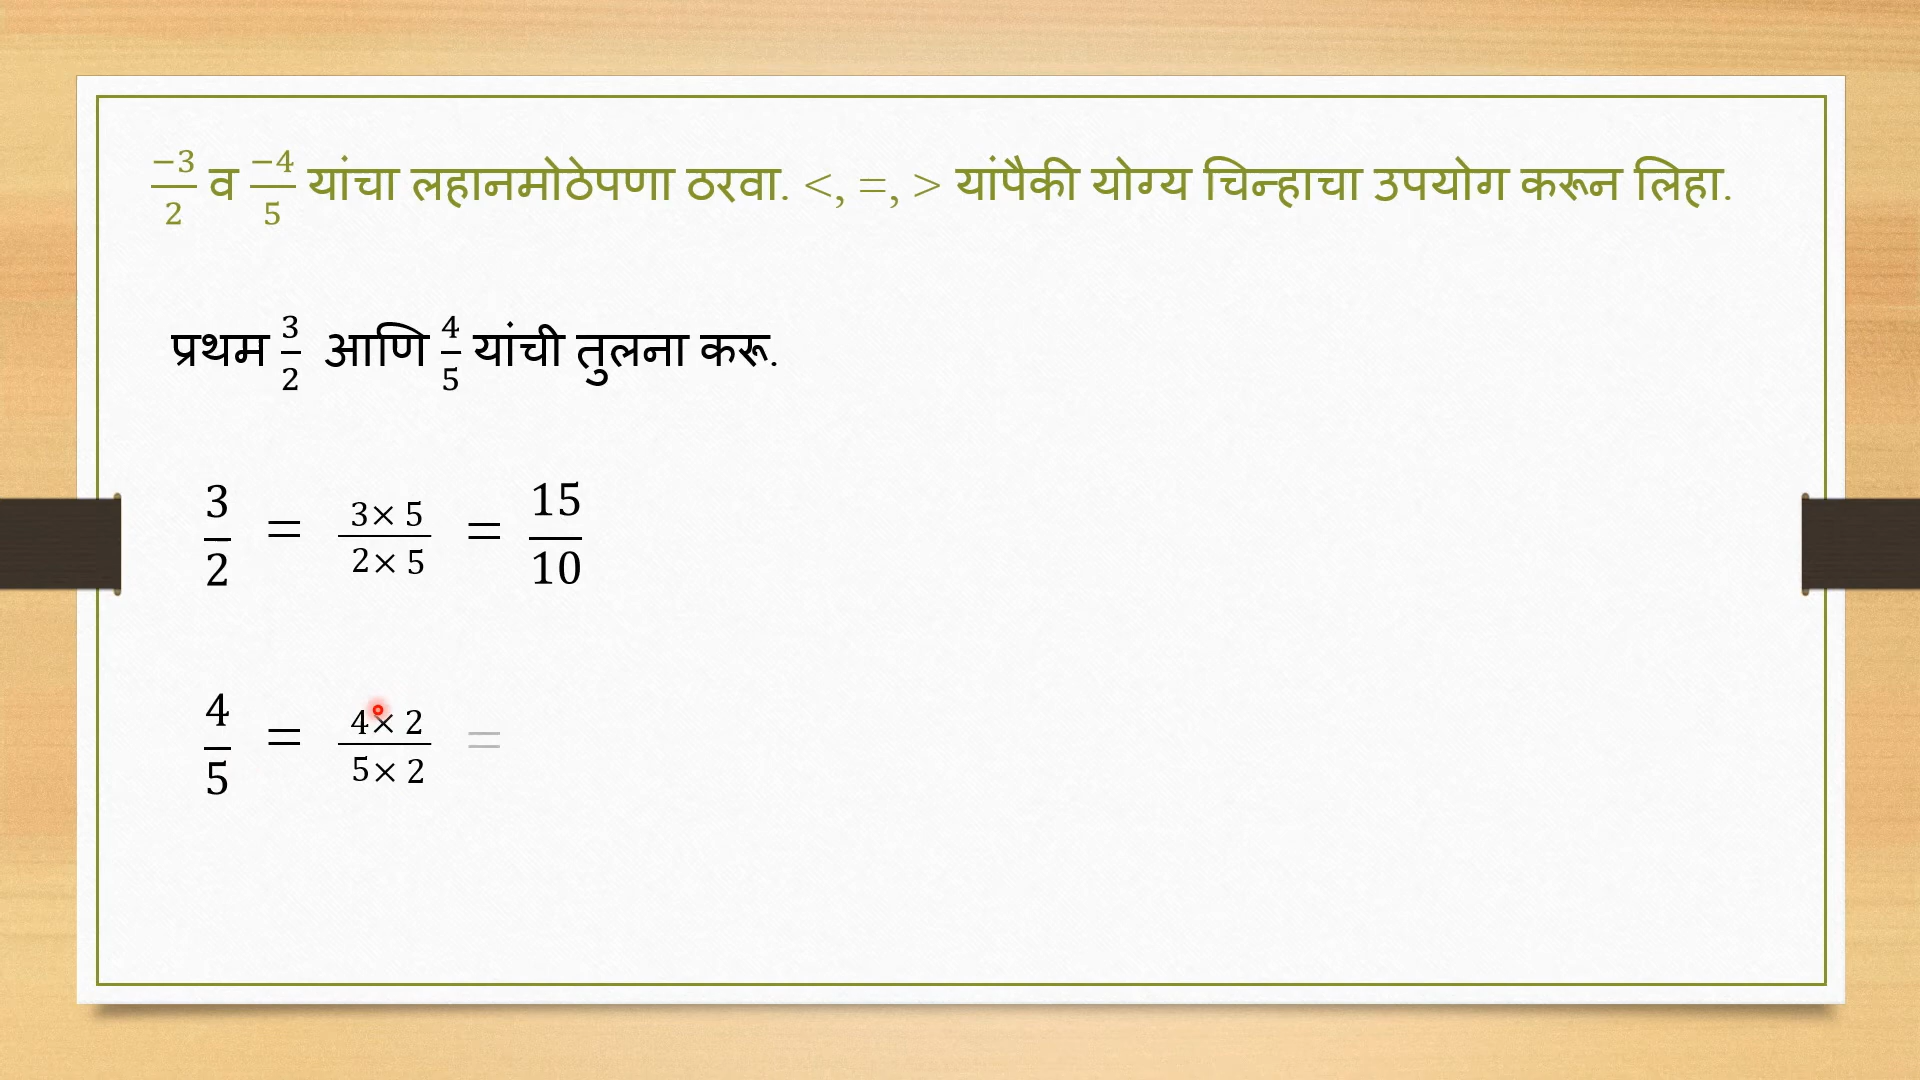 −3/2 व −4/5 यांचा लहानमोठेपणा ठरवा. <, =, > यांपैकी योग्य चिन्हाचा उपयोग करून लिहा.
प्रथम 3/2 आणि 4/5 यांची तुलना करू.
3/2 = 3× 5/2× 5 = 15/10
4/5 = 4× 2/5× 2 =